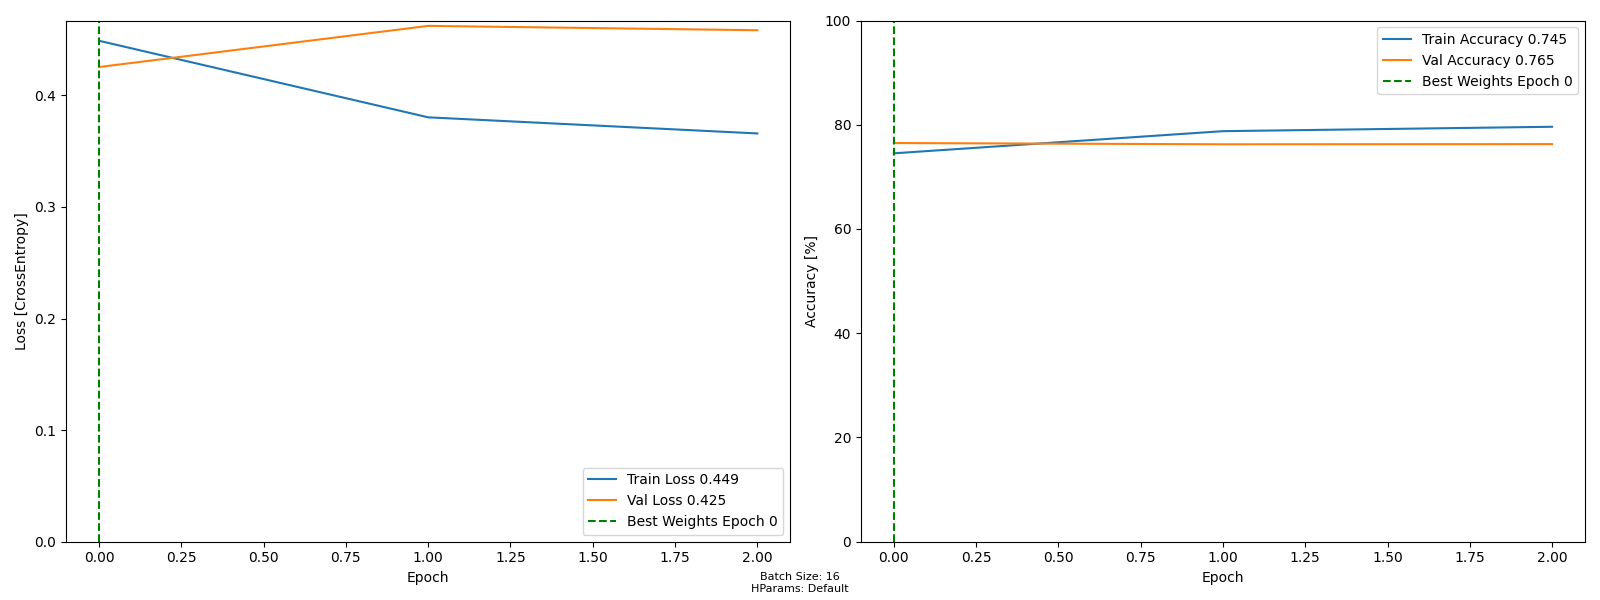 Loss [CrossEntropy]
0.4
0.3
0.2
0.1
0.0
Train Loss 0.449
Val Loss 0.425
Best Weights Epoch 0
0.00 0.25 0.50 0.75 1.00 1.25 1.50 1.75 2.00
Epoch
Accuracy [%]
100
80
60
40
20
0
Train Accuracy 0.745
Val Accuracy 0.765
Best Weights Epoch 0
0.00 0.25 0.50 0.75 1.00 1.25 1.50 1.75 2.00
Epoch
Batch Size: 16
HParams: Default